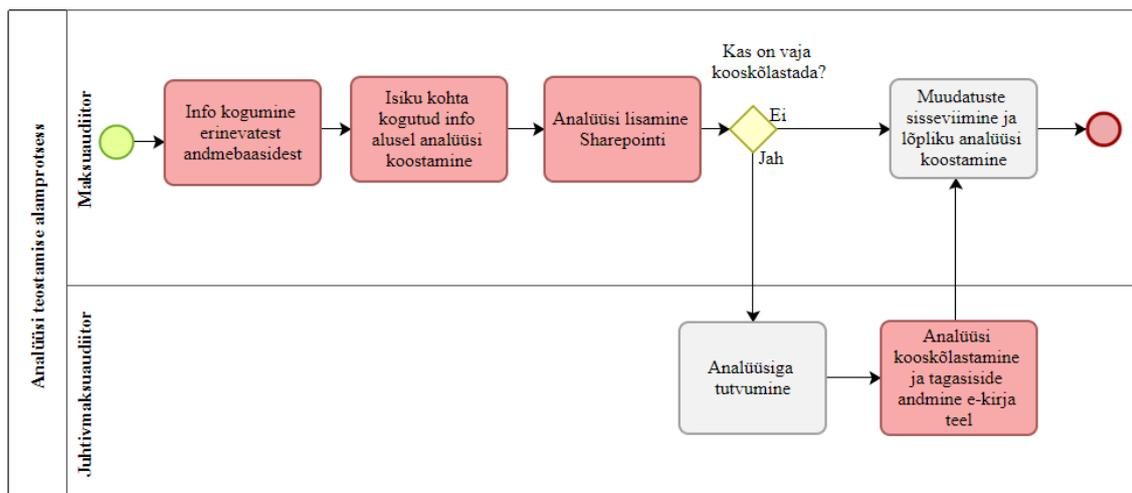 Analüüsi teostamise alamprotsess
Maksuaudiitor
Info kogumine
erinevatest
andmebaasidest
Isiku kohta
kogutud info
alusel analüüsi
koostamine
Analüüsi lisamine
Sharepointi
Kas on vaja
kooskõlastada?
Ei
Jah
Muudatuste
sisseviimine ja
lõpliku analüüsi
koostamine
Juhtivmaksuaudiitor
Analüüsiga
tutvumine
Analüüsi
kooskõlastamine
ja tagasiside
andmine e-kirja
teel